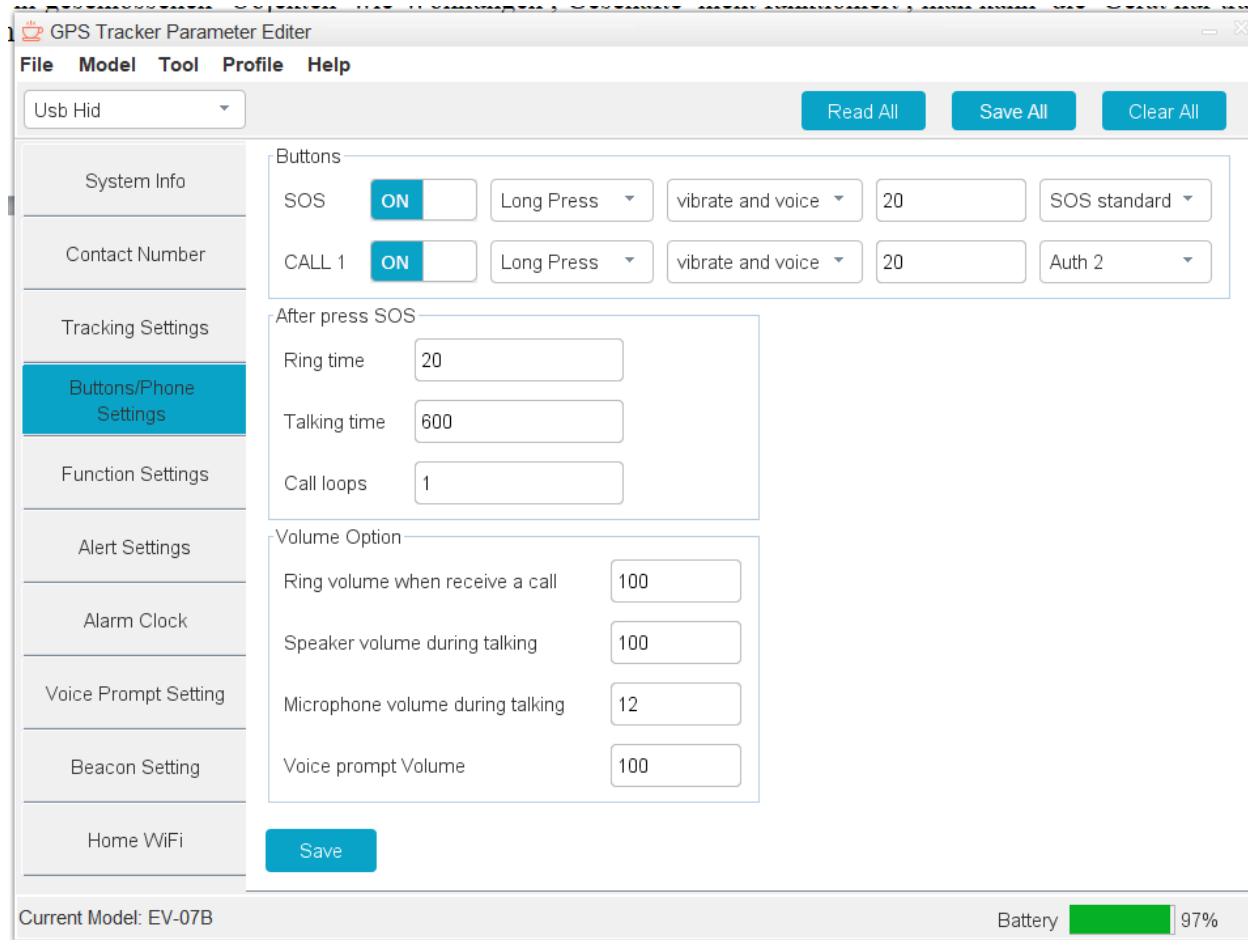 GPS Tracker Parameter Editer
File Model Tool Profile Help
Usb Hid
Read All Save All Clear All
System Info
Contact Number
Tracking Settings
Buttons/Phone
Settings
Function Settings
Alert Settings
Alarm Clock
Voice Prompt Setting
Beacon Setting
Home WiFi
Buttons
SOS ON Long Press vibrate and voice 20 SOS standard
CALL 1 ON Long Press vibrate and voice 20 Auth 2
After press SOS
Ring time 20
Talking time 600
Call loops 1
Volume Option
Ring volume when receive a call 100
Speaker volume during talking 100
Microphone volume during talking 12
Voice prompt Volume 100
Save
Current Model: EV-07B
Battery 97%